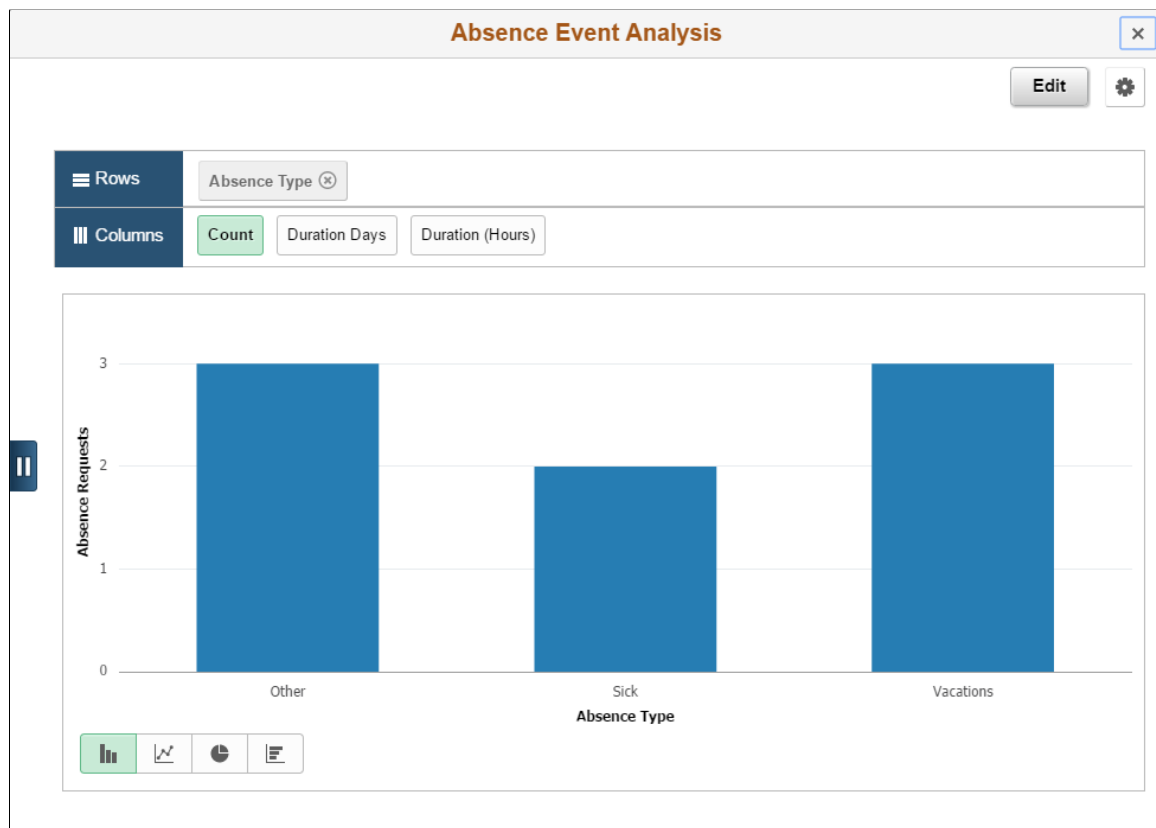 Absence Event Analysis
Edit
Rows
Absence Type
Columns
Count Duration Days Duration (Hours)
3
2
1
0
Absence Requests
Other Sick Vacations
Absence Type